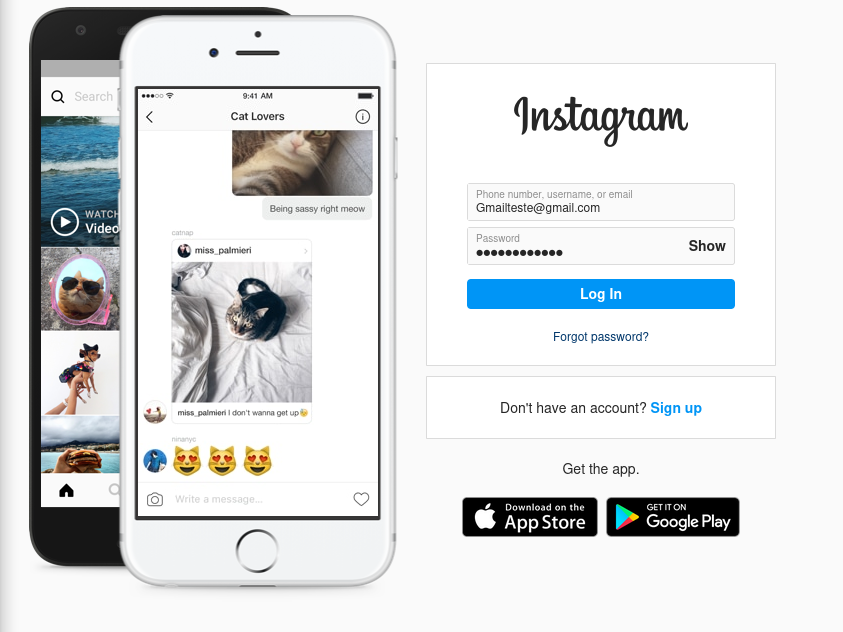 Search
WATCH
Video
9:41 AM
Cat Lovers
Being sassy right meow
catnap
miss_palmieri
miss_palmieri I don't wanna get up😴
ninanyc
😻😻😻
Write a message...
Instagram
Phone number, username, or email
Gmailteste@gmail.com
Password
●●●●●●●●●●●●
Show
Log In
Forgot password?
Don't have an account? Sign up
Get the app.
Download on the
App Store
GET IT ON
Google Play